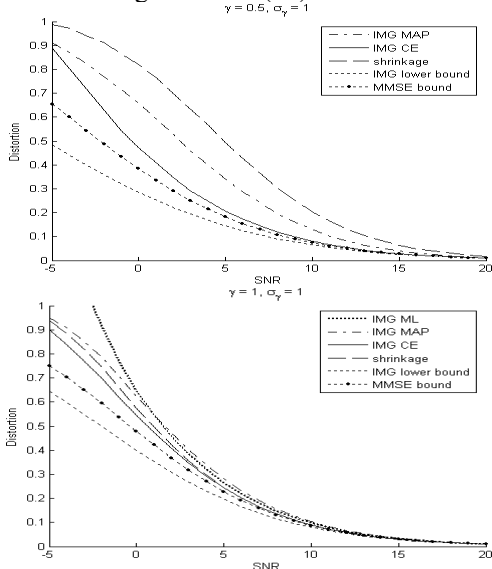 γ = 0.5, σγ = 1
IMG MAP
IMG CE
shrinkage
IMG lower bound
MMSE bound
1
0.9
0.8
0.7
0.6
0.5
0.4
0.3
0.2
0.1
0
Distortion
-5 0 5 10 15 20
SNR
γ = 1, σγ = 1
IMG ML
IMG MAP
IMG CE
shrinkage
IMG lower bound
MMSE bound
1
0.9
0.8
0.7
0.6
0.5
0.4
0.3
0.2
0.1
0
Distortion
-5 0 5 10 15 20
SNR